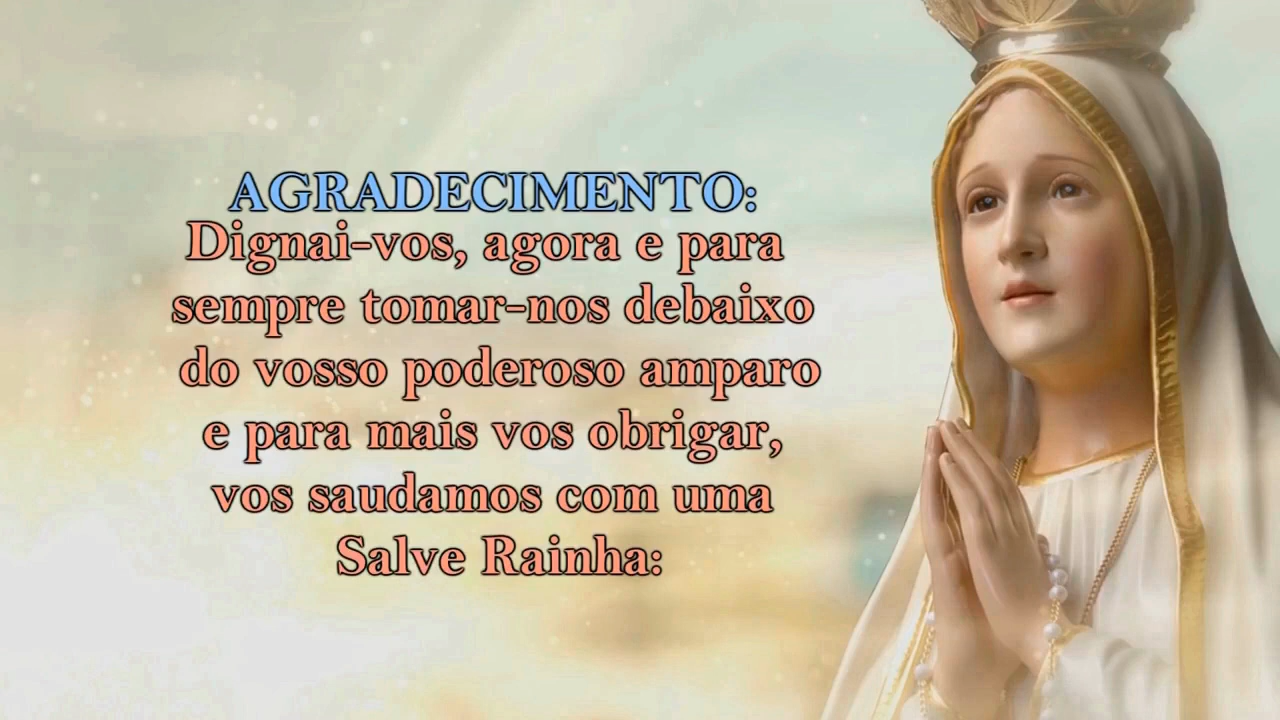 AGRADECIMENTO:
Dignai-vos, agora e para
sempre tomar-nos debaixo
do vosso poderoso amparo
e para mais vos obrigar,
vos saudamos com uma
Salve Rainha: